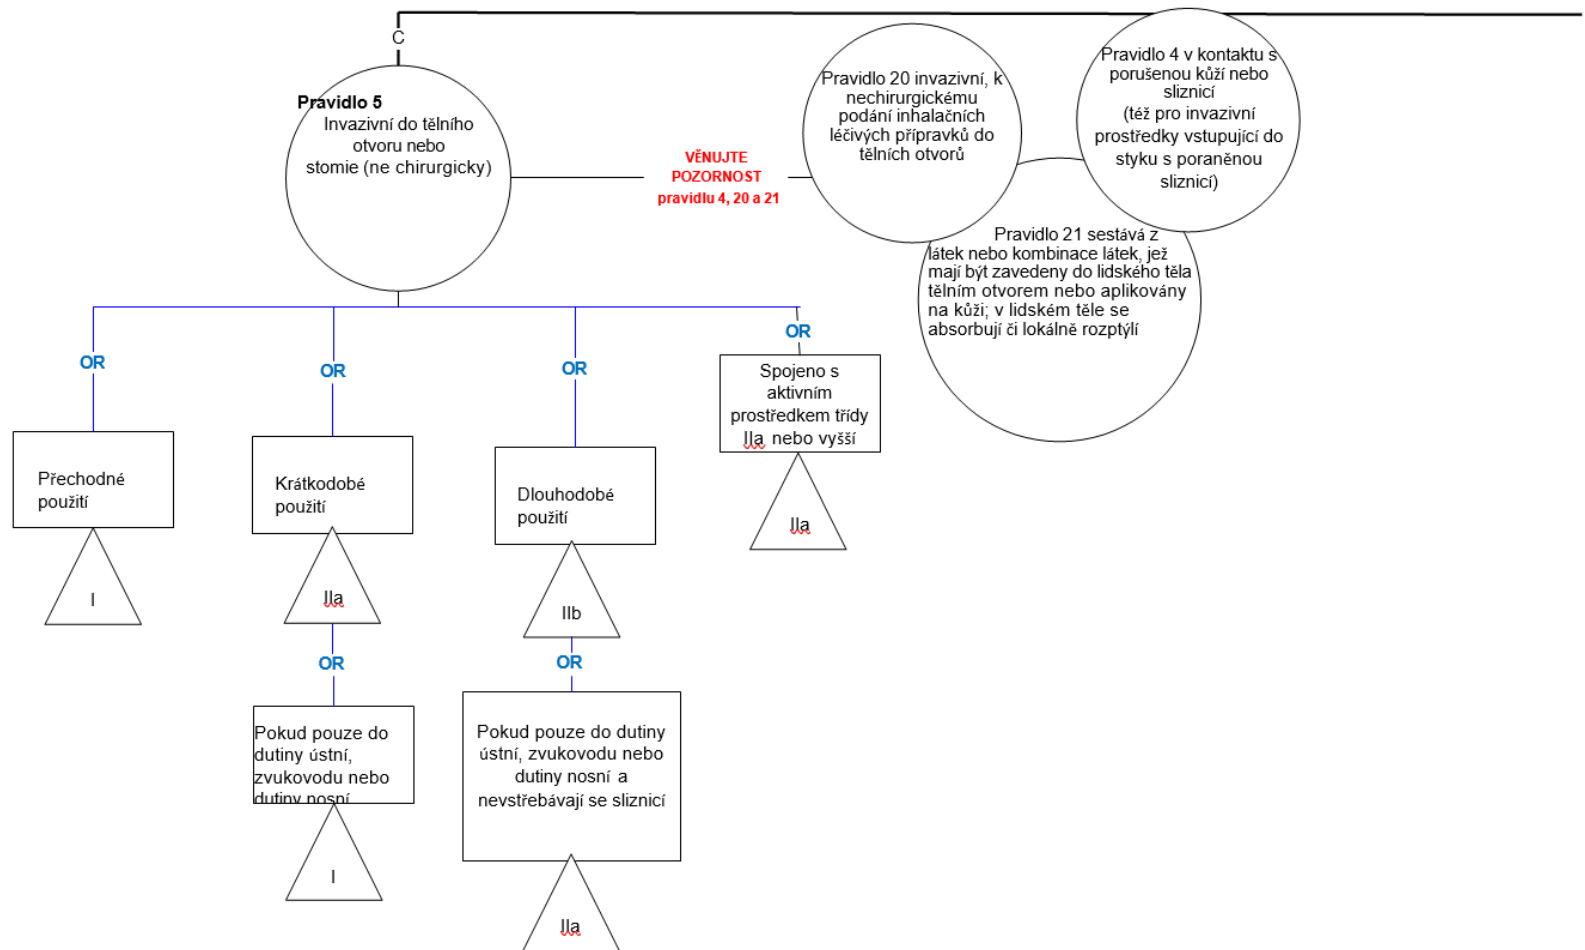 C
Pravidlo 5
Invazivní do tělního
otvoru nebo
stomie (ne chirurgicky)
VĚNUJTE
POZORNOST
pravidlu 4, 20 a 21
Pravidlo 20 invazivní, k
nechirurgickému
podání inhalačních
léčivých přípravků do
tělních otvorů
Pravidlo 4 v kontaktu s
porušenou kůží nebo
sliznicí
(též pro invazivní
prostředky vstupující do
styku s poraněnou
sliznicí)
Pravidlo 21 sestává z
látek nebo kombinace látek, jež
mají být zavedeny do lidského těla
tělním otvorem nebo aplikovány
na kůži; v lidském těle se
absorbují či lokálně rozptýlí
OR
Přechodné
použití
I
OR
Krátkodobé
použití
IIa
OR
Pokud pouze do
dutiny ústní,
zvukovodu nebo
dutiny nosní
I
OR
Dlouhodobé
použití
IIb
OR
Pokud pouze do dutiny
ústní, zvukovodu nebo
dutiny nosní a
nevstřebávají se sliznicí
IIa
OR
Spojeno s
aktivním
prostředkem třídy
IIa nebo vyšší
IIa